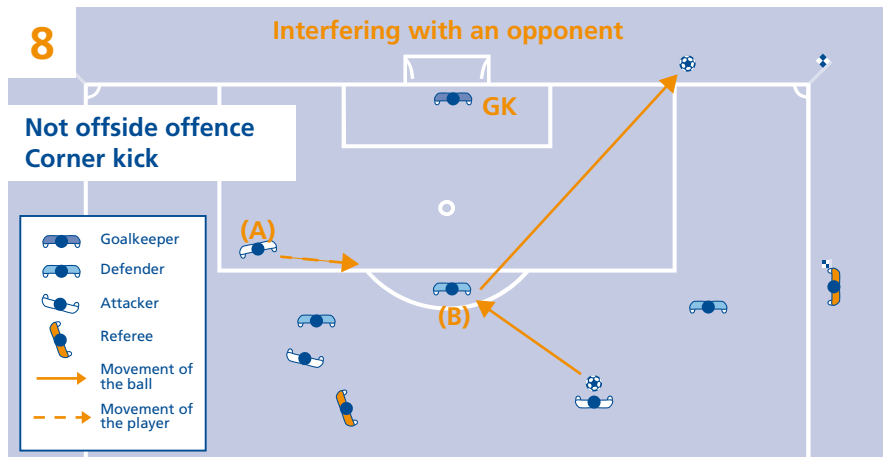 8
Interfering with an opponent
GK
Not offside offence
Corner kick
(A)
(B)
Goalkeeper
Defender
Attacker
Referee
Movement of
the ball
Movement of
the player